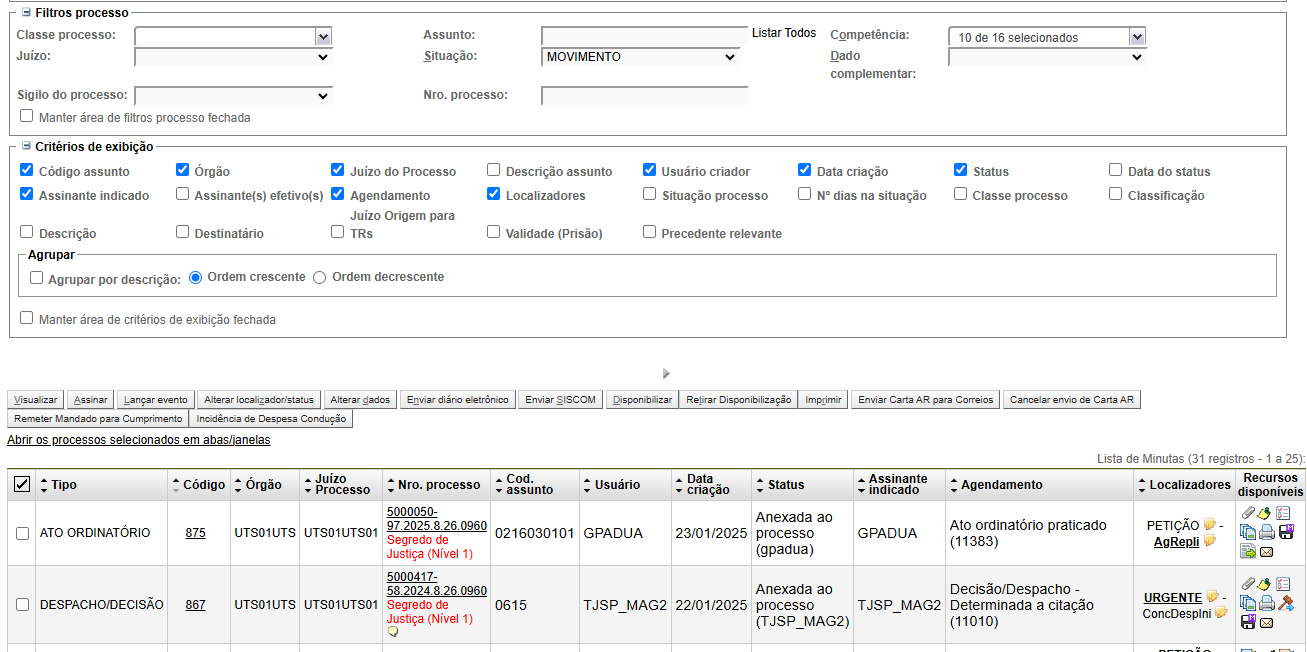 Filtros processo
Classe processo: Assunto: Listar Todos Competência: 10 de 16 selecionados
Juízo: Situação: MOVIMENTO Dado complementar:
Sigilo do processo: Nro. processo:
Manter área de filtros processo fechada
Critérios de exibição
Código assunto Órgão Juízo do Processo Descrição assunto Usuário criador Data criação Status Data do status
Assinante indicado Assinante(s) efetivo(s) Agendamento Localizadores Situação processo Nº dias na situação Classe processo Classificação
Descrição Destinatário Juízo Origem para TRs Validade (Prisão) Precedente relevante
Agrupar
Agrupar por descrição: Ordem crescente Ordem decrescente
Manter área de critérios de exibição fechada
Visualizar Assinar Lançar evento Alterar localizador/status Alterar dados Enviar diário eletrônico Enviar SISCOM Disponibilizar Retirar Disponibilização Imprimir Enviar Carta AR para Correios Cancelar envio de Carta AR
Remeter Mandado para Cumprimento Incidência de Despesa Condução
Abrir os processos selecionados em abas/janelas
Lista de Minutas (31 registros - 1 a 25):
Tipo Código Órgão Juízo Processo Nro. processo Cod. assunto Usuário Data criação Status Assinante indicado Agendamento Localizadores Recursos disponíveis
ATO ORDINATÓRIO 875 UTS01UTS UTS01UTS01 5000050-97.2025.8.26.0960 Segredo de Justiça (Nível 1) 0216030101 GPADUA 23/01/2025 Anexada ao processo (gpadua) GPADUA Ato ordinatório praticado (11383) PETIÇÃO - AgRepli
DESPACHO/DECISÃO 867 UTS01UTS UTS01UTS01 5000417-58.2024.8.26.0960 Segredo de Justiça (Nível 1) 0615 TJSP_MAG2 22/01/2025 Anexada ao processo (TJSP_MAG2) TJSP_MAG2 Decisão/Despacho - Determinada a citação (11010) URGENTE - ConcDespIni